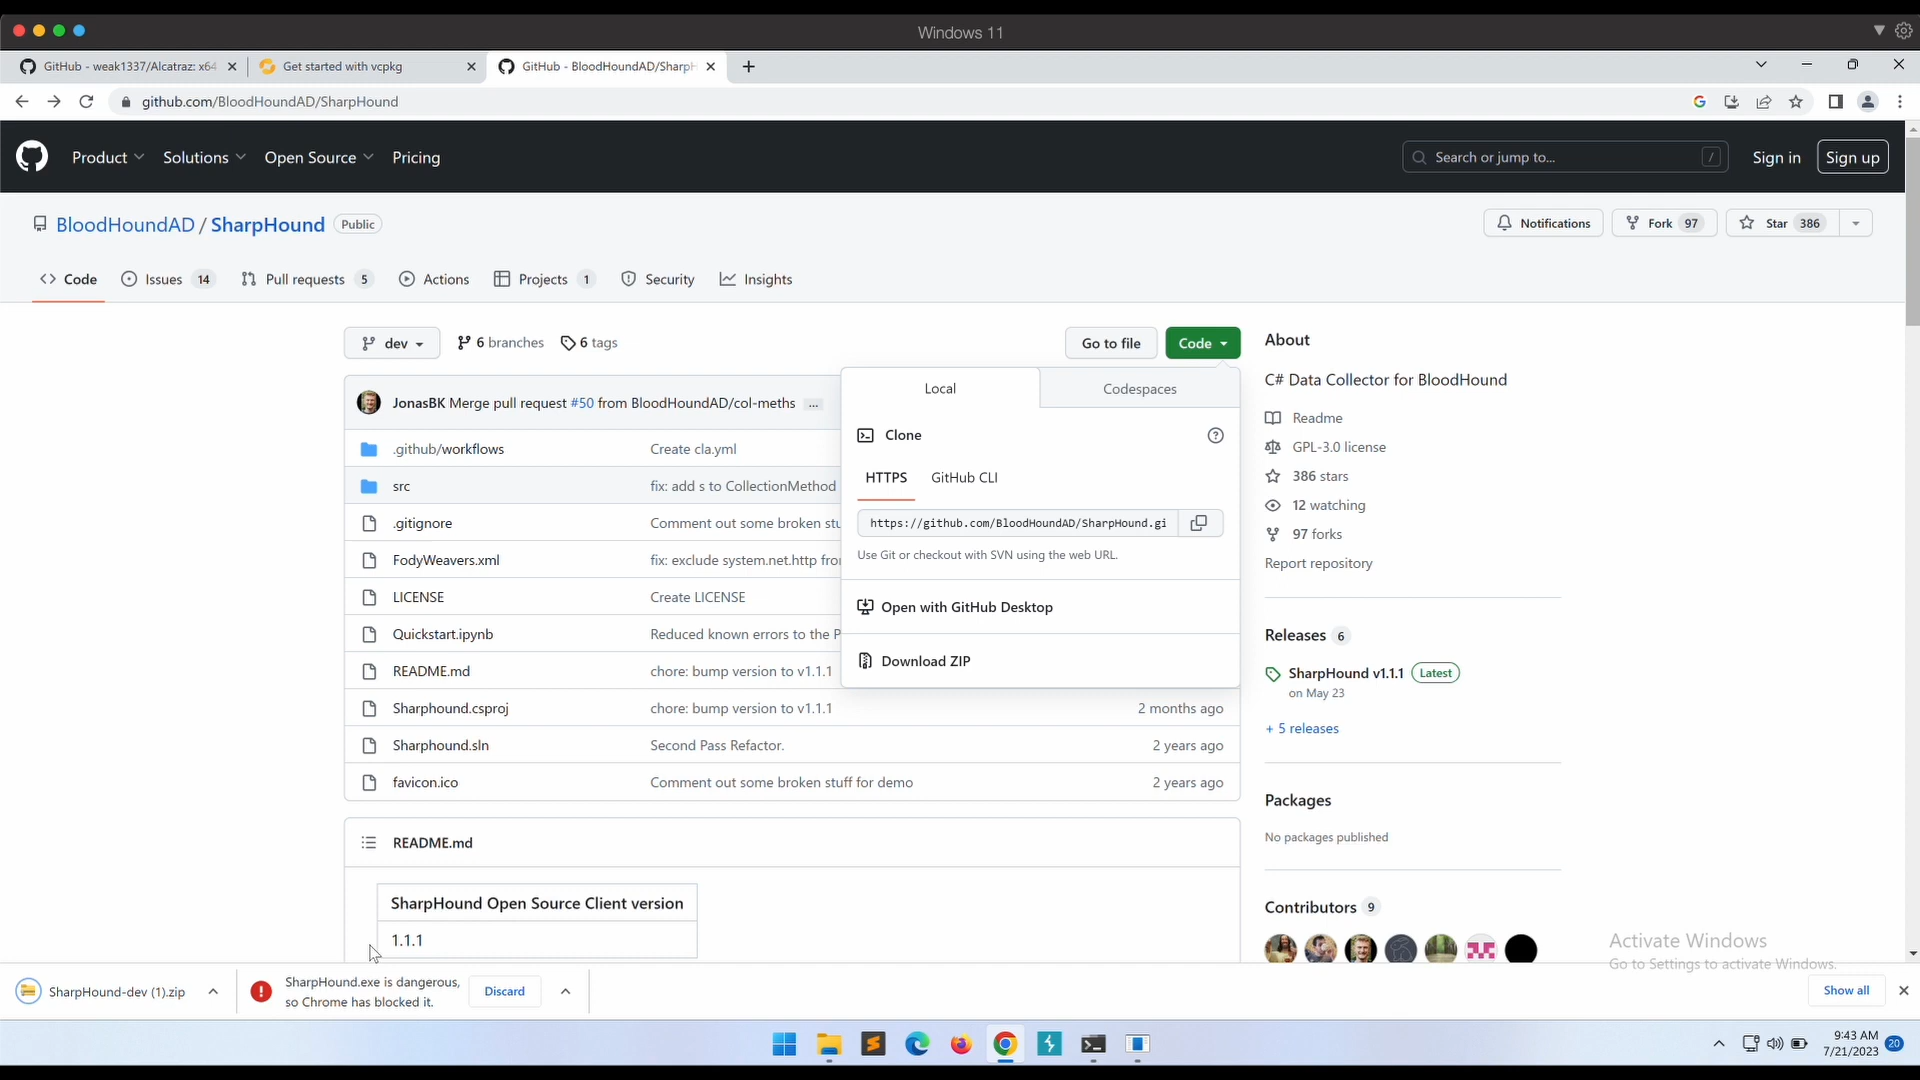 Windows 11
GitHub - weak1337/Alcatraz: x64
Get started with vcpkg
GitHub - BloodHoundAD/SharpH
github.com/BloodHoundAD/SharpHound
Product Solutions Open Source Pricing
Search or jump to... /
Sign in Sign up
BloodHoundAD / SharpHound Public
Notifications Fork 97 Star 386
Code Issues 14 Pull requests 5 Actions Projects 1 Security Insights
dev 6 branches 6 tags
Go to file Code
JonasBK Merge pull request #50 from BloodHoundAD/col-meths ...
.github/workflows Create cla.yml
src fix: add s to CollectionMethod
.gitignore Comment out some broken stu
FodyWeavers.xml fix: exclude system.net.http from
LICENSE Create LICENSE
Quickstart.ipynb Reduced known errors to the P
README.md chore: bump version to v1.1.1
Sharphound.csproj chore: bump version to v1.1.1 2 months ago
Sharphound.sln Second Pass Refactor. 2 years ago
favicon.ico Comment out some broken stuff for demo 2 years ago
Local Codespaces
Clone
HTTPS GitHub CLI
https://github.com/BloodHoundAD/SharpHound.gi
Use Git or checkout with SVN using the web URL.
Open with GitHub Desktop
Download ZIP
README.md
SharpHound Open Source Client version
1.1.1
About
C# Data Collector for BloodHound
Readme
GPL-3.0 license
386 stars
12 watching
97 forks
Report repository
Releases 6
SharpHound v1.1.1 Latest
on May 23
+ 5 releases
Packages
No packages published
Contributors 9
Activate Windows
Go to Settings to activate Windows.
SharpHound-dev (1).zip
SharpHound.exe is dangerous,
so Chrome has blocked it.
Discard
Show all
9:43 AM
7/21/2023
20